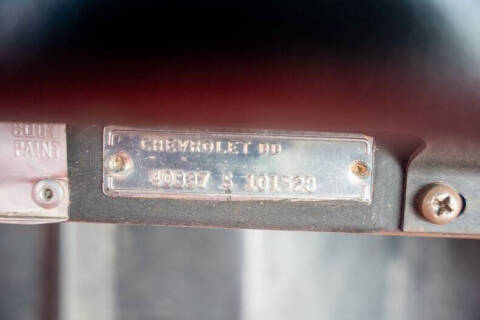 BODY
PAINT
CHEVROLET
40837 S 101529